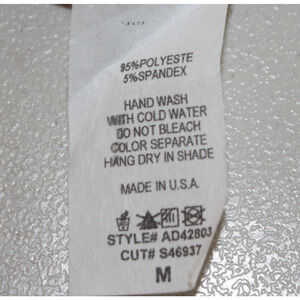 95%POLYESTE
5%SPANDEX
HAND WASH
WITH COLD WATER
DO NOT BLEACH
COLOR SEPARATE
HANG DRY IN SHADE
MADE IN U.S.A.
STYLE# AD42803
CUT# S46937
M